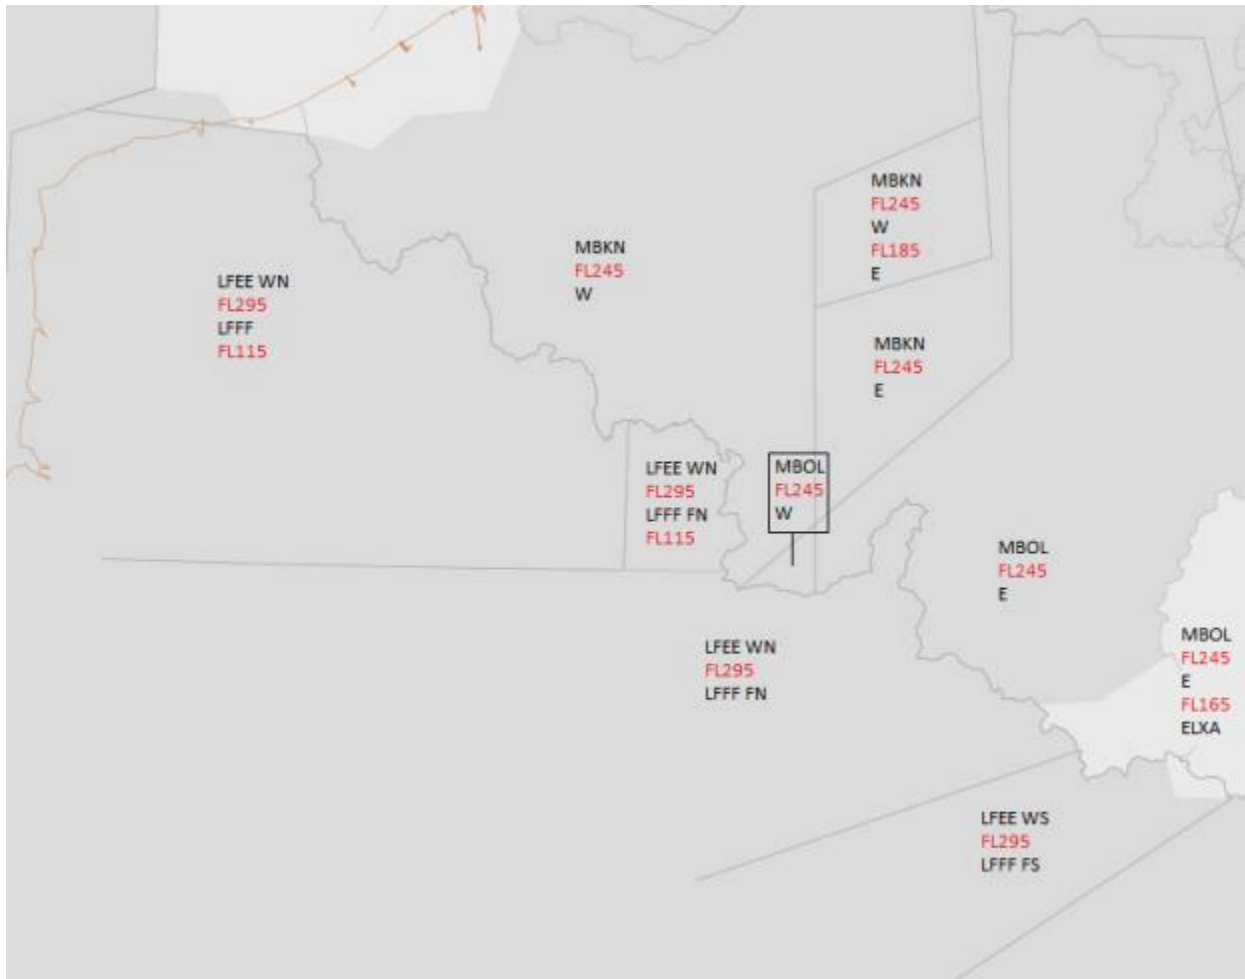 MBKN
FL245
W
FL185
E
MBKN
FL245
W
LFEE WN
FL295
LFFF
FL115
MBKN
FL245
E
LFEE WN
FL295
LFFF FN
FL115
MBOL
FL245
W
MBOL
FL245
E
LFEE WN
FL295
LFFF FN
MBOL
FL245
E
FL165
ELXA
LFEE WS
FL295
LFFF FS